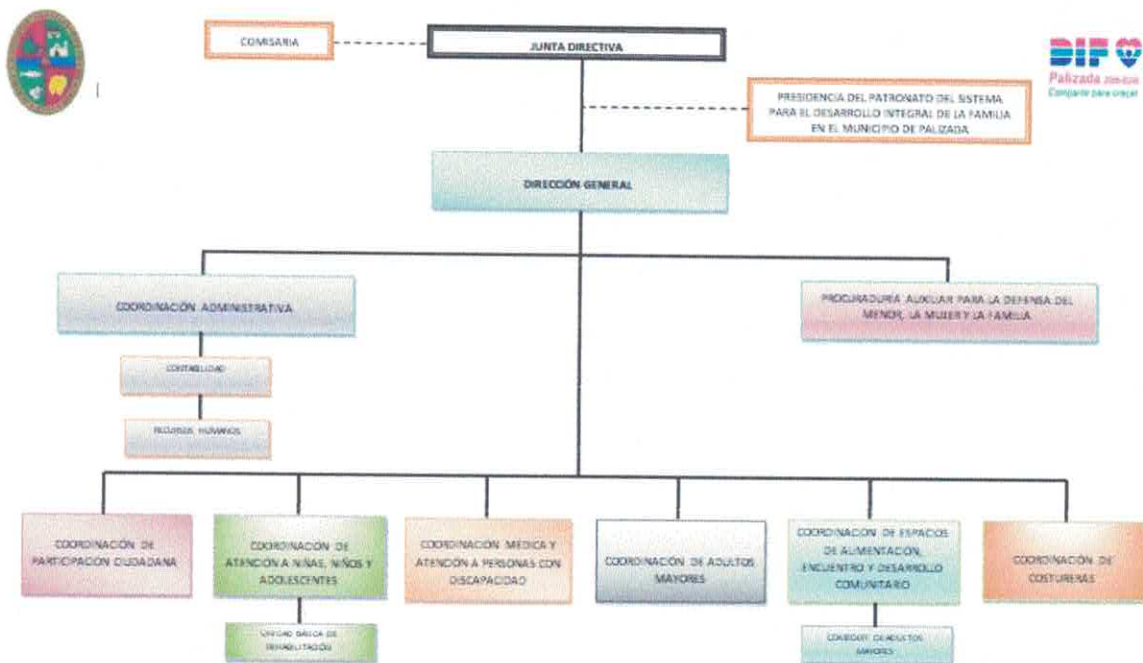 COMISARIA
JUNTA DIRECTIVA
DIF
Palizada
Compartir para crecer
PRESIDENCIA DEL PATRONATO DEL SISTEMA
PARA EL DESARROLLO INTEGRAL DE LA FAMILIA
EN EL MUNICIPIO DE PALIZADA
DIRECCIÓN GENERAL
COORDINACIÓN ADMINISTRATIVA
PROCURADURÍA AUXILIAR PARA LA DEFENSA DEL
MENOR, LA MUJER Y LA FAMILIA
CONTABILIDAD
RECURSOS HUMANOS
COORDINACIÓN DE
PARTICIPACIÓN CIUDADANA
COORDINACIÓN DE
ATENCIÓN A NIÑAS, NIÑOS Y
ADOLESCENTES
COORDINACIÓN MÉDICA Y
ATENCIÓN A PERSONAS CON
DISCAPACIDAD
COORDINACIÓN DE ADULTOS
MAYORES
COORDINACIÓN DE ESPACIOS
DE ALIMENTACIÓN,
ENCUENTRO Y DESARROLLO
COMUNITARIO
COORDINACIÓN DE
COSTURERAS
UNIDAD BÁSICA DE
REHABILITACIÓN
COMEDOR DE ADULTOS
MAYORES